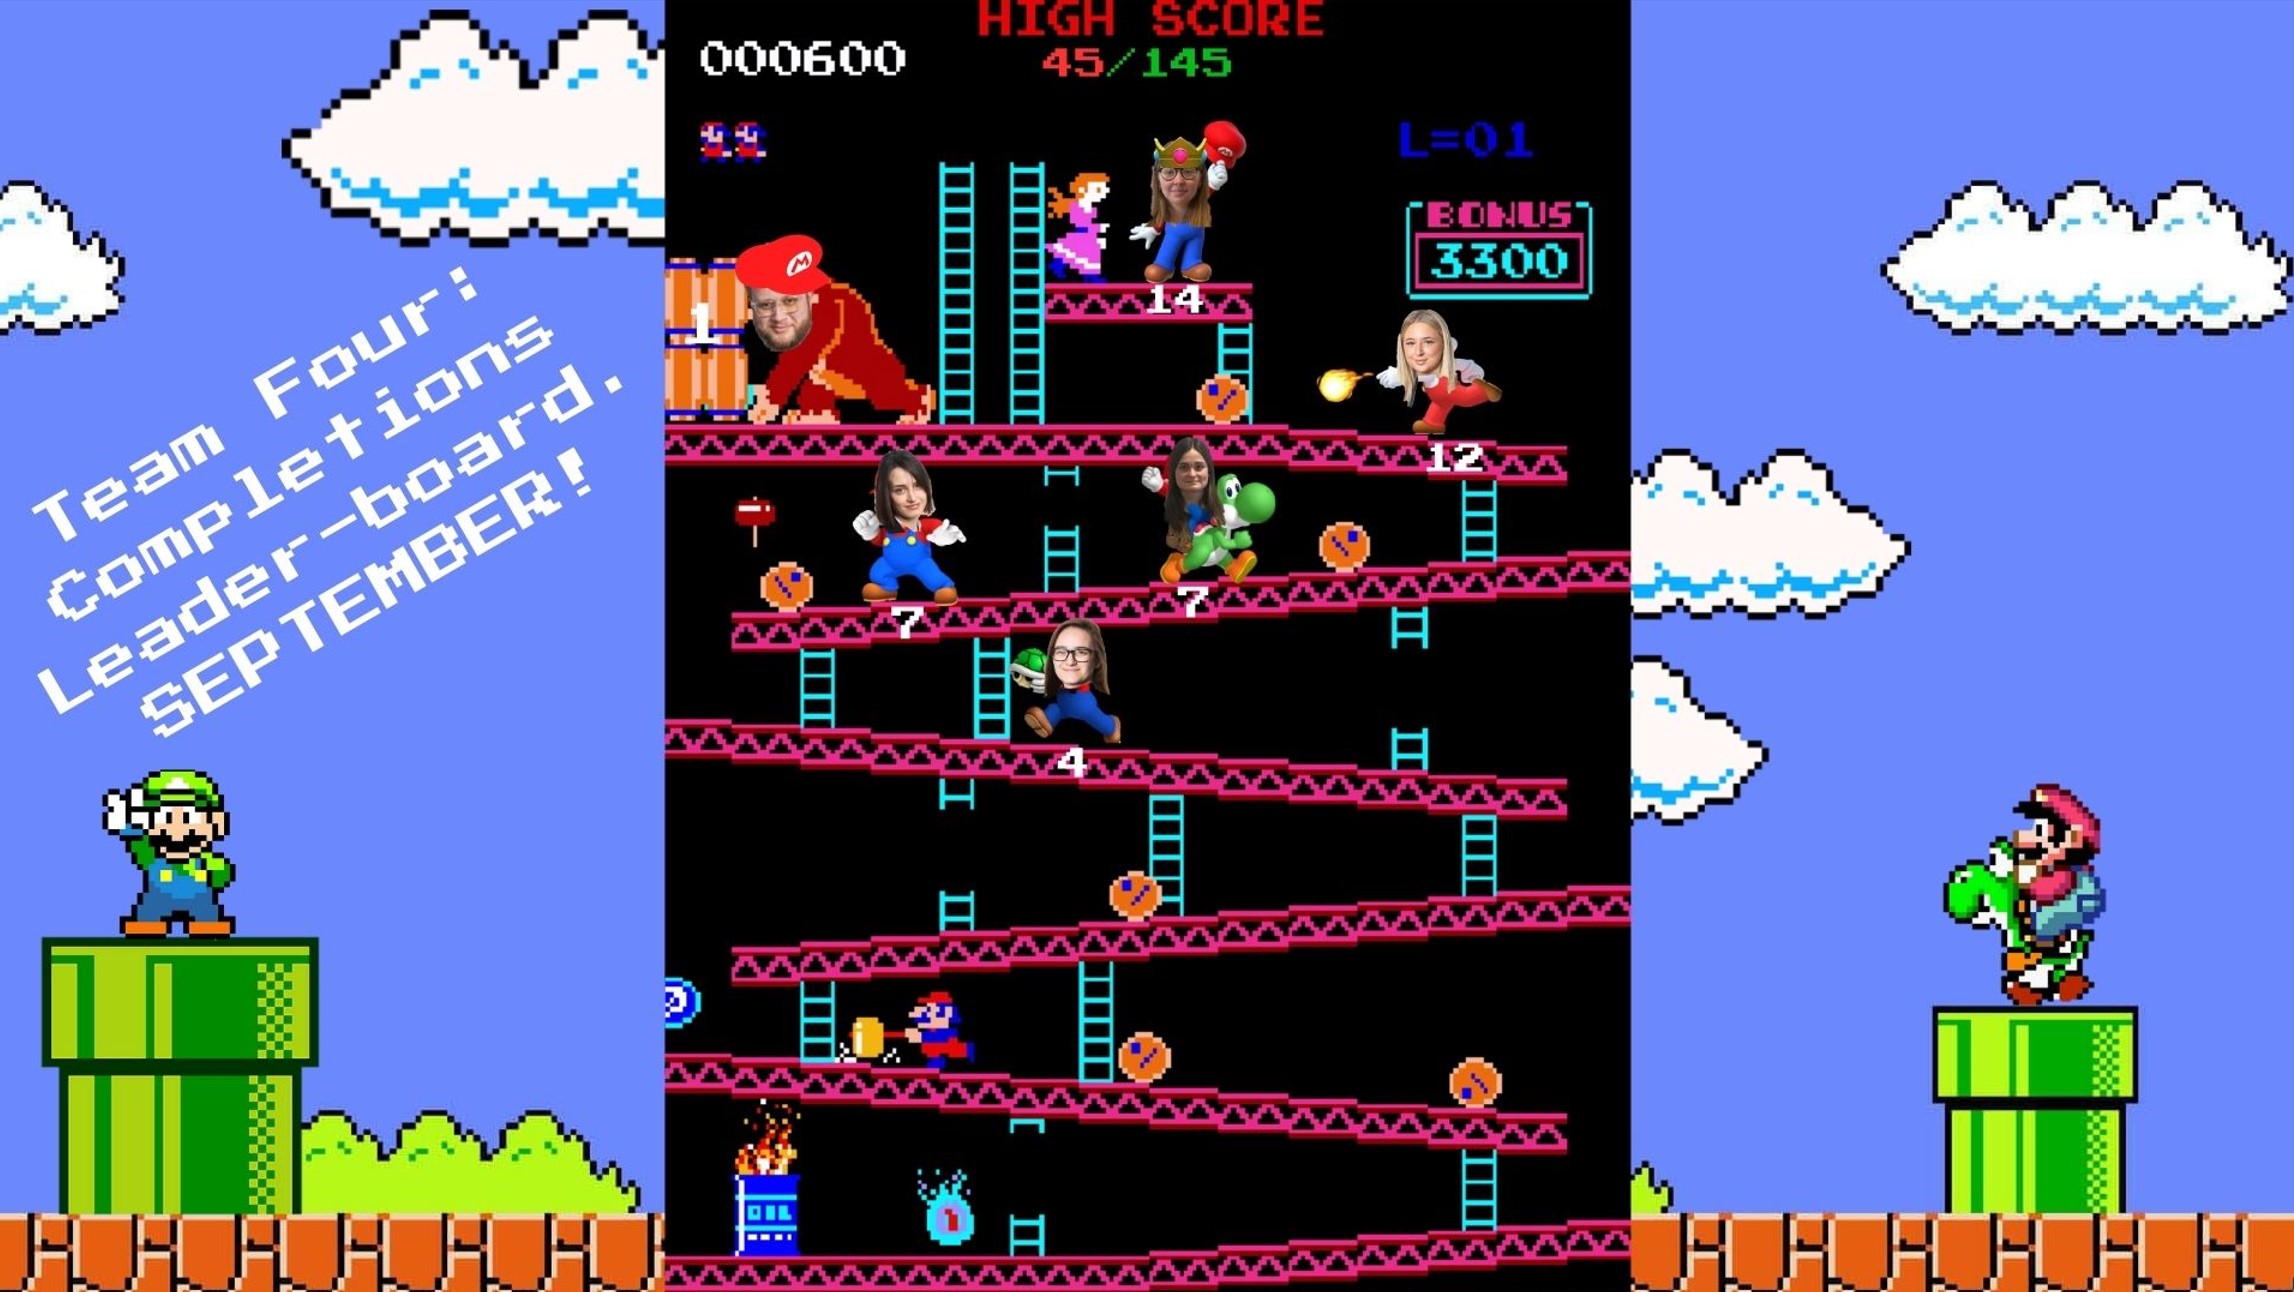 Team Four:
Completions
Leader-board.
SEPTEMBER!
HIGH SCORE
000600
45/145
L=01
BONUS
3300
M
1
14
12
7
7
4
OIL